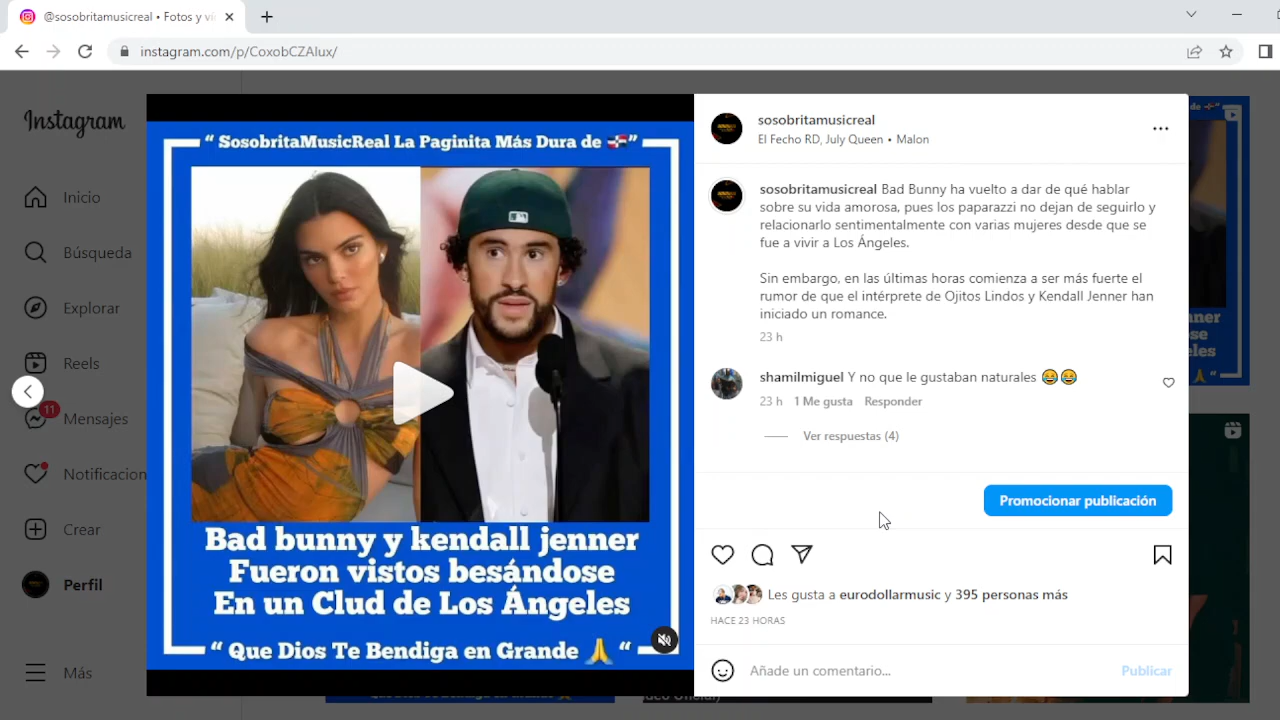 @sosobritamusicreal • Fotos y vi
instagram.com/p/CoxobCZAlux/
Instagram
Inicio
Búsqueda
Explorar
Reels
11
Mensajes
Notificacion
Crear
Perfil
Más
“ SosobritaMusicReal La Paginita Más Dura de 🇩🇴”
Bad bunny y kendall jenner
Fueron vistos besándose
En un Clud de Los Ángeles
“ Que Dios Te Bendiga en Grande 🙏 “
sosobritamusicreal
El Fecho RD, July Queen • Malon
sosobritamusicreal Bad Bunny ha vuelto a dar de qué hablar
sobre su vida amorosa, pues los paparazzi no dejan de seguirlo y
relacionarlo sentimentalmente con varias mujeres desde que se
fue a vivir a Los Ángeles.
Sin embargo, en las últimas horas comienza a ser más fuerte el
rumor de que el intérprete de Ojitos Lindos y Kendall Jenner han
iniciado un romance.
23 h
shamilmiguel Y no que le gustaban naturales 😂😂
23 h 1 Me gusta Responder
Ver respuestas (4)
Promocionar publicación
Les gusta a eurodollarmusic y 395 personas más
HACE 23 HORAS
Añade un comentario...
Publicar